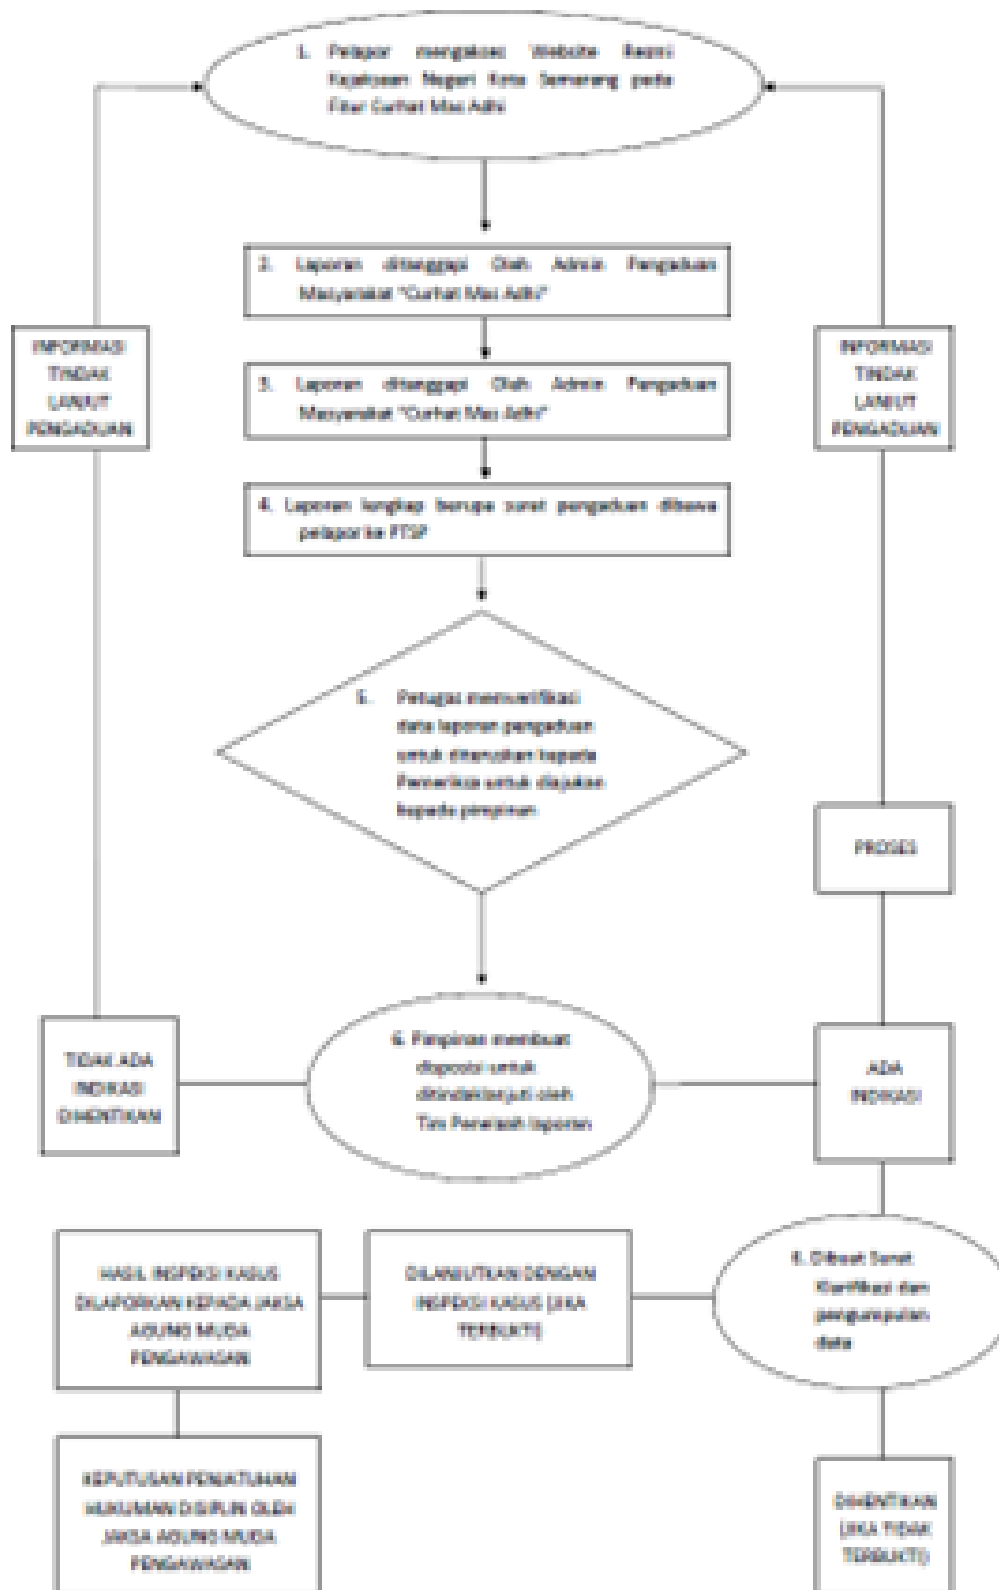 1. Pelapor mengakses Website Resmi
Kejaksaan Negeri Kota Semarang pada
Fitur Curhat Mas Adhi
2. Laporan ditanggapi Oleh Admin Pengaduan
Masyarakat "Curhat Mas Adhi"
INFORMASI
TINDAK
LANJUT
PENGADUAN
INFORMASI
TINDAK
LANJUT
PENGADUAN
3. Laporan ditanggapi Oleh Admin Pengaduan
Masyarakat "Curhat Mas Adhi"
4. Laporan lengkap berupa surat pengaduan dibawa
pelapor ke PTSP
5. Petugas memverifikasi
data laporan pengaduan
untuk diteruskan kepada
Pemeriksa untuk diajukan
kepada pimpinan
PROSES
TIDAK ADA
INDIKASI
DIHENTIKAN
6. Pimpinan membuat
disposisi untuk
ditindaklanjuti oleh
Tim Penelaah laporan
ADA
INDIKASI
HASIL INSPEKSI KASUS
DILAPORKAN KEPADA JAKSA
AGUNG MUDA
PENGAWASAN
DILANJUTKAN DENGAN
INSPEKSI KASUS (JIKA
TERBUKTI)
Dibuat Surat
Klarifikasi dan
pengumpulan
data
KEPUTUSAN PENJATUHAN
HUKUMAN DISIPLIN OLEH
JAKSA AGUNG MUDA
PENGAWASAN
DIHENTIKAN
(JIKA TIDAK
TERBUKTI)